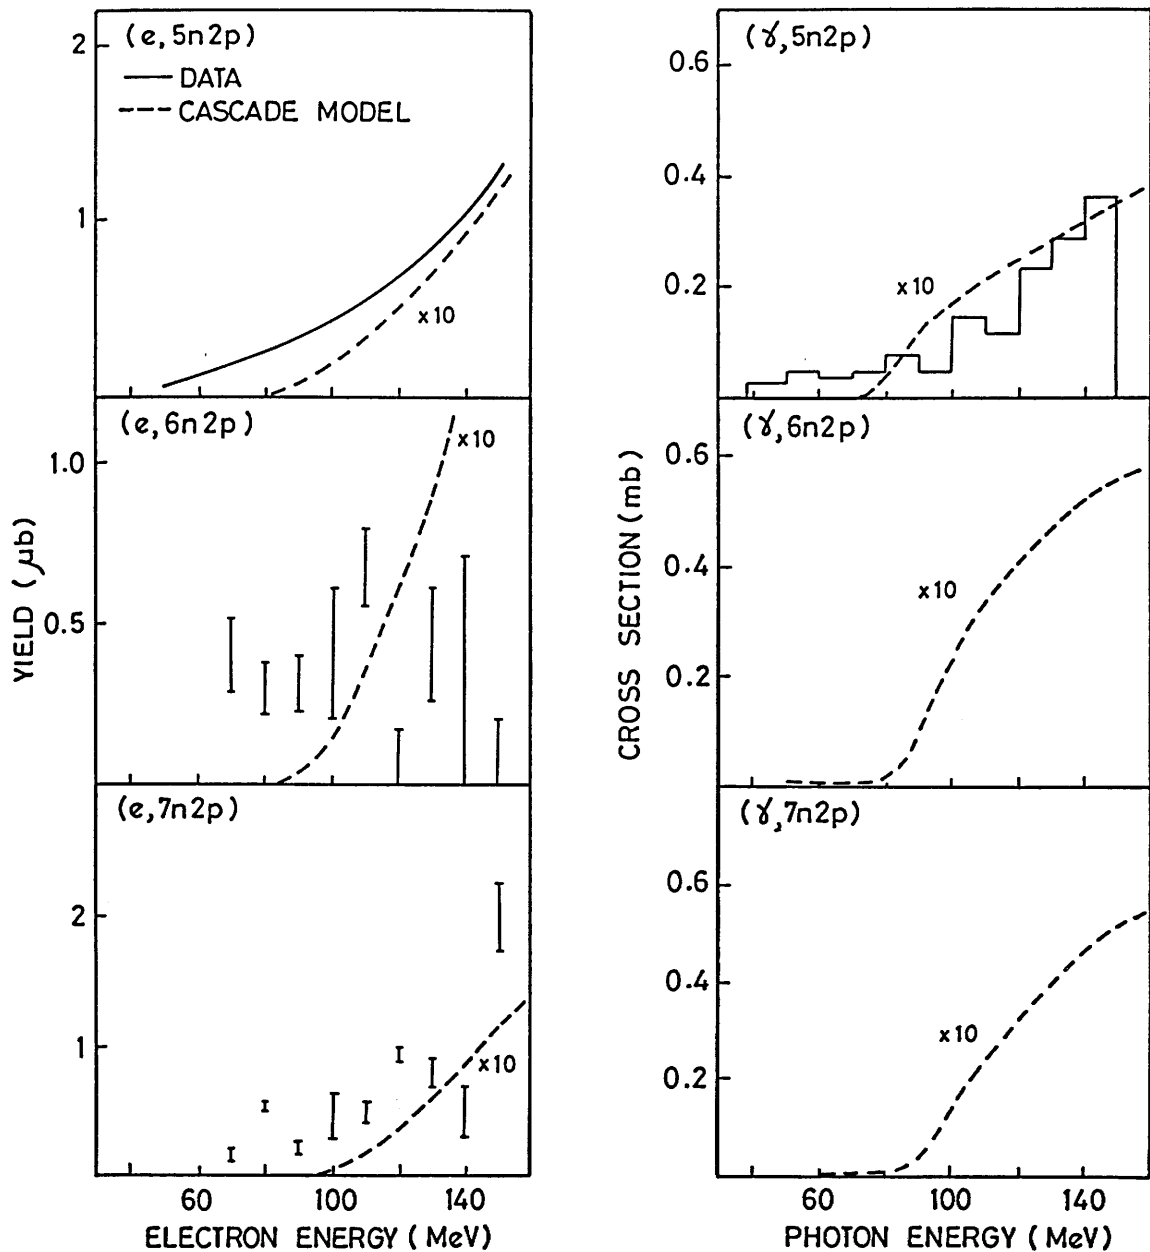 (e,5n2p)
DATA
CASCADE MODEL
2
1
x10
(e,6n2p)
x10
1.0
0.5
YIELD (μb)
(e,7n2p)
2
1
x10
60
100
140
ELECTRON ENERGY (MeV)
(γ,5n2p)
0.6
0.4
0.2
x10
(γ,6n2p)
0.6
0.4
0.2
x10
CROSS SECTION (mb)
(γ,7n2p)
0.6
0.4
0.2
x10
60
100
140
PHOTON ENERGY (MeV)